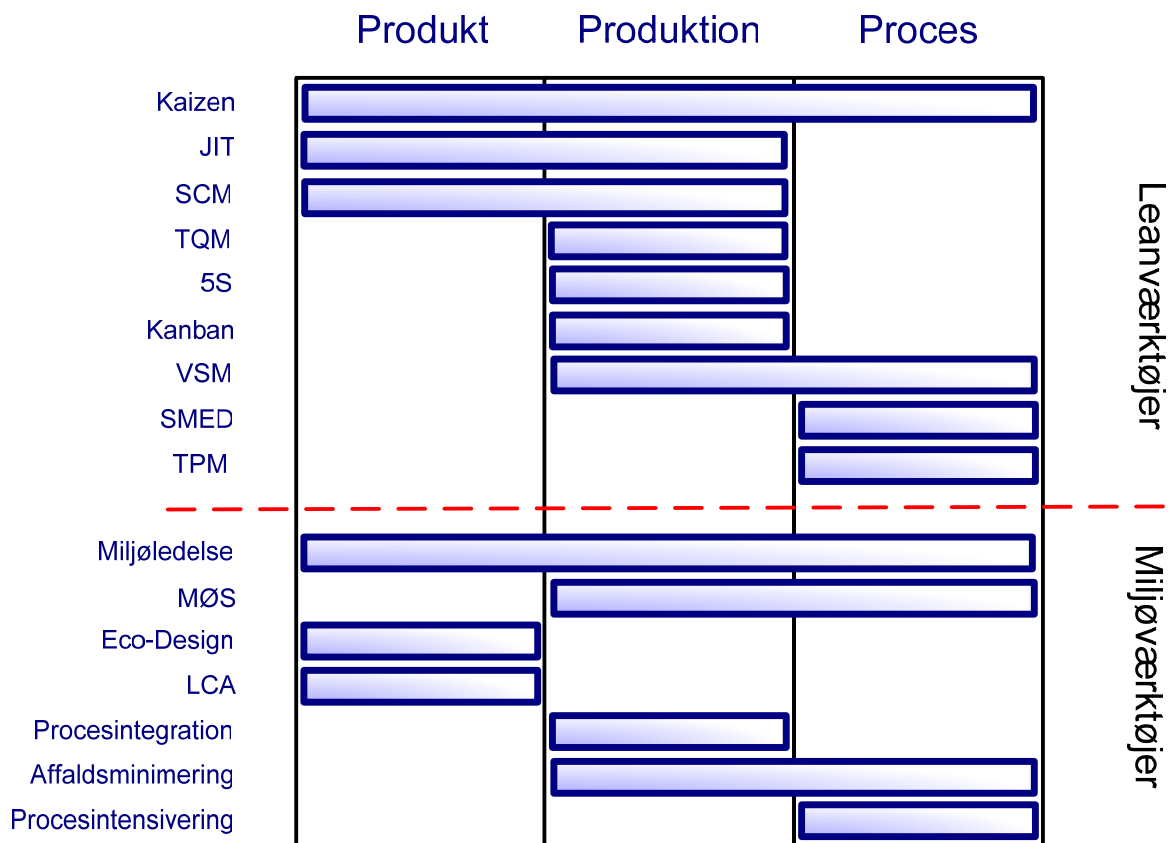 Produkt Produktion Proces
Kaizen
JIT
SCM
TQM
5S
Kanban
VSM
SMED
TPM
Leanværktøjer
Miljøledelse
MØS
Eco-Design
LCA
Procesintegration
Affaldsminimering
Procesintensivering
Miljøværktøjer